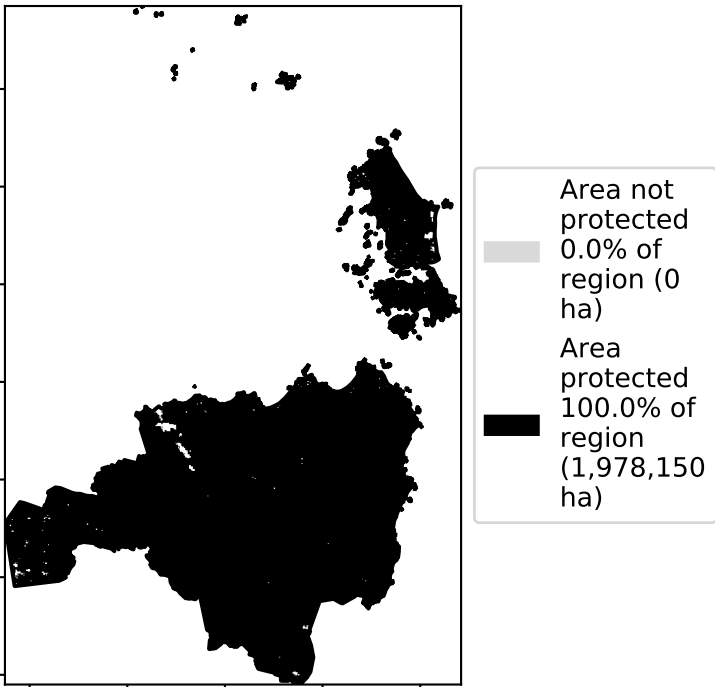 Area not
protected
0.0% of
region (0
ha)
Area
protected
100.0% of
region
(1,978,150
ha)